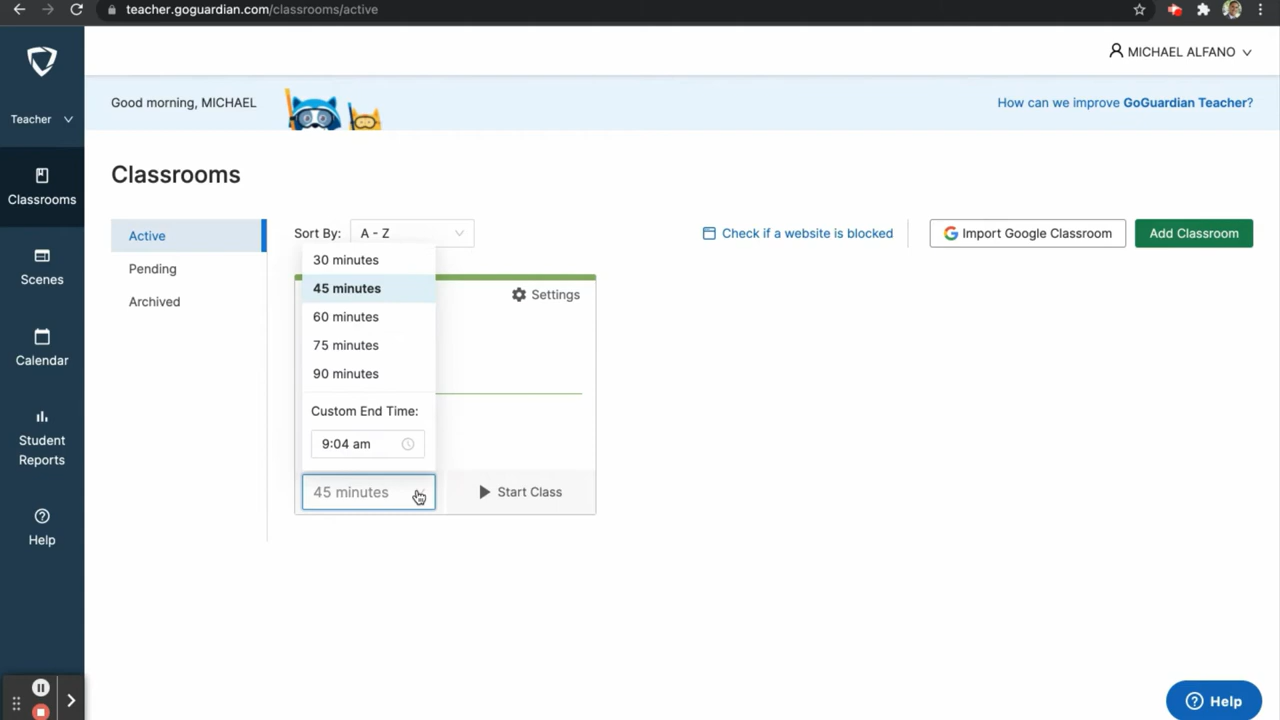 teacher.goguardian.com/classrooms/active
MICHAEL ALFANO
Good morning, MICHAEL
How can we improve GoGuardian Teacher?
Teacher
Classrooms
Scenes
Calendar
Student
Reports
Help
Classrooms
Active
Pending
Archived
Sort By: A - Z
Check if a website is blocked
Import Google Classroom
Add Classroom
30 minutes
45 minutes
60 minutes
75 minutes
90 minutes
Custom End Time:
9:04 am
Settings
45 minutes
Start Class
Help